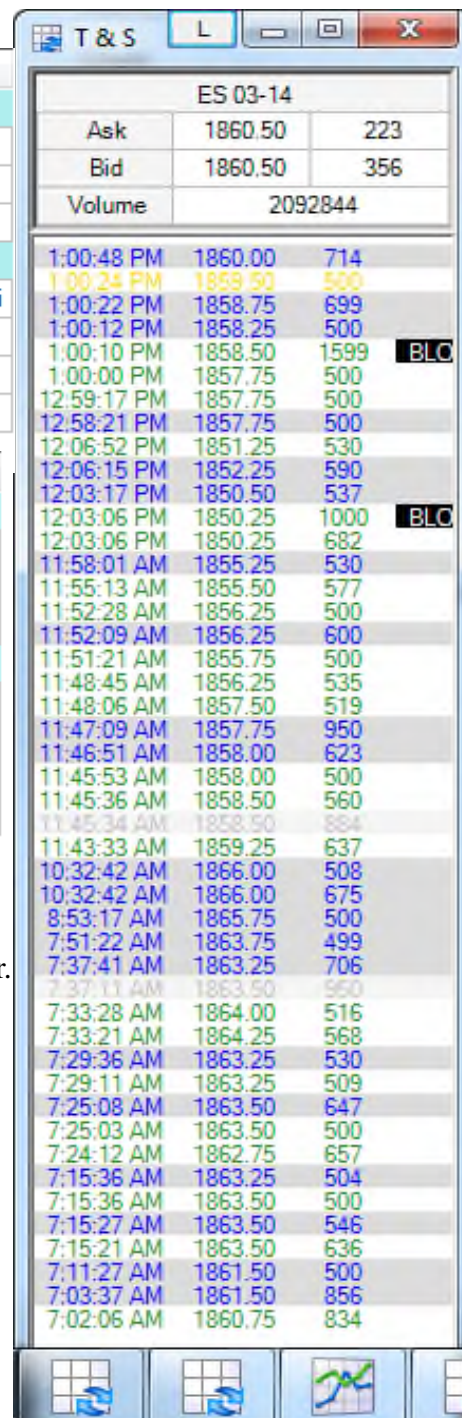 T & S L
ES 03-14
Ask 1860.50 223
Bid 1860.50 356
Volume 2092844
1:00:48 PM 1860.00 714
1:00:24 PM 1859.50 500
1:00:22 PM 1858.75 699
1:00:12 PM 1858.25 500
1:00:10 PM 1858.50 1599 BLO
1:00:00 PM 1857.75 500
12:59:17 PM 1857.75 500
12:58:21 PM 1857.75 500
12:06:52 PM 1851.25 530
12:06:15 PM 1852.25 590
12:03:17 PM 1850.50 537
12:03:06 PM 1850.25 1000 BLO
12:03:06 PM 1850.25 682
11:58:01 AM 1855.25 530
11:55:13 AM 1855.50 577
11:52:28 AM 1856.25 500
11:52:09 AM 1856.25 600
11:51:21 AM 1855.75 500
11:48:45 AM 1856.25 535
11:48:06 AM 1857.50 519
11:47:09 AM 1857.75 950
11:46:51 AM 1858.00 623
11:45:53 AM 1858.00 500
11:45:36 AM 1858.50 560
11:45:34 AM 1858.50 884
11:43:33 AM 1859.25 637
10:32:42 AM 1866.00 508
10:32:42 AM 1866.00 675
8:53:17 AM 1865.75 500
7:51:22 AM 1863.75 499
7:37:41 AM 1863.25 706
r.
7:37:11 AM 1863.50 950
7:33:28 AM 1864.00 516
7:33:21 AM 1864.25 568
7:29:36 AM 1863.25 530
7:29:11 AM 1863.25 509
7:25:08 AM 1863.50 647
7:25:03 AM 1863.50 500
7:24:12 AM 1862.75 657
7:15:36 AM 1863.25 504
7:15:36 AM 1863.50 500
7:15:27 AM 1863.50 546
7:15:21 AM 1863.50 636
7:11:27 AM 1861.50 500
7:03:37 AM 1861.50 856
7:02:06 AM 1860.75 834